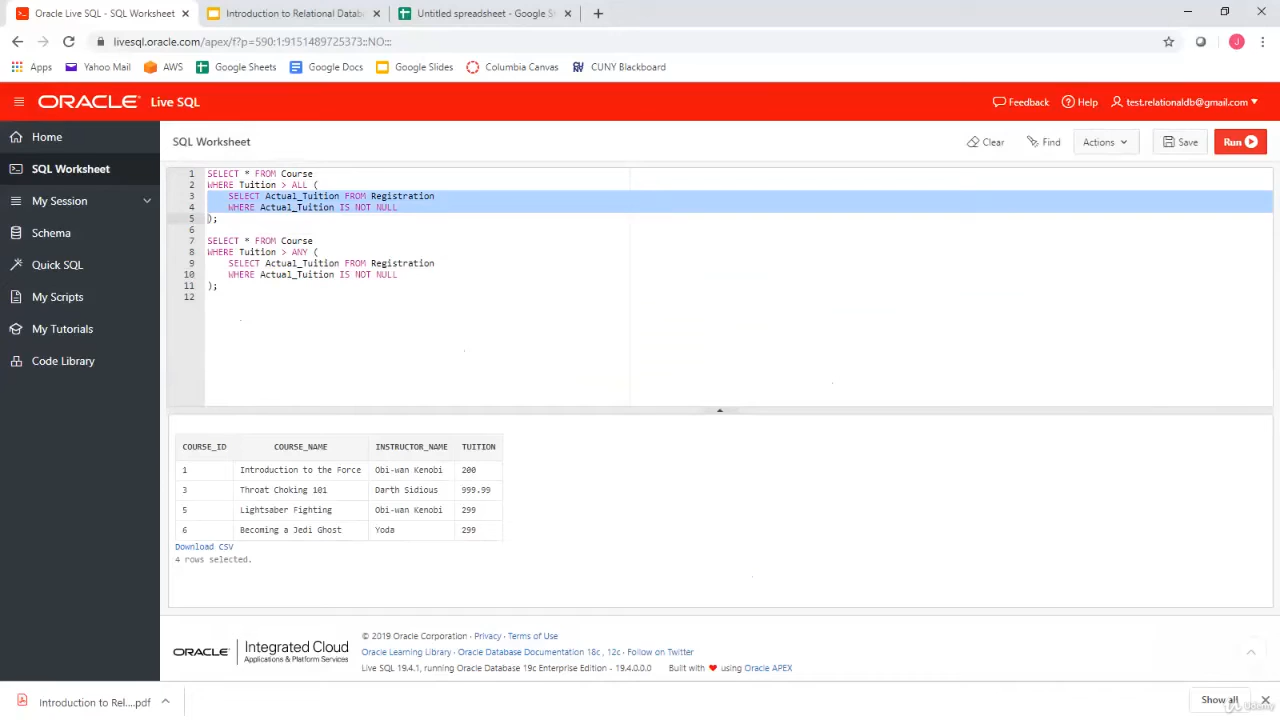 Oracle Live SQL - SQL Worksheet
Introduction to Relational Datab
Untitled spreadsheet - Google S
livesql.oracle.com/apex/f?p=590:1:9151489725373::NO:::
J
Apps
Yahoo Mail
AWS
Google Sheets
Google Docs
Google Slides
Columbia Canvas
CUNY Blackboard
ORACLE Live SQL
Feedback
Help
test.relationaldb@gmail.com
Home
SQL Worksheet
My Session
Schema
Quick SQL
My Scripts
My Tutorials
Code Library
SQL Worksheet
Clear
Find
Actions
Save
Run
1 SELECT * FROM Course
2 WHERE Tuition > ALL (
3 SELECT Actual_Tuition FROM Registration
4 WHERE Actual_Tuition IS NOT NULL
5 );
6
7 SELECT * FROM Course
8 WHERE Tuition > ANY (
9 SELECT Actual_Tuition FROM Registration
10 WHERE Actual_Tuition IS NOT NULL
11 );
12
COURSE_ID COURSE_NAME INSTRUCTOR_NAME TUITION
1 Introduction to the Force Obi-wan Kenobi 200
3 Throat Choking 101 Darth Sidious 999.99
5 Lightsaber Fighting Obi-wan Kenobi 299
6 Becoming a Jedi Ghost Yoda 299
Download CSV
4 rows selected.
ORACLE
Integrated Cloud
Applications & Platform Services
© 2019 Oracle Corporation · Privacy · Terms of Use
Oracle Learning Library · Oracle Database Documentation 18c , 12c · Follow on Twitter
Live SQL 19.4.1, running Oracle Database 19c Enterprise Edition - 19.4.0.0.0 Built with ❤ using Oracle APEX
Introduction to Rel....pdf
Show all
Udemy